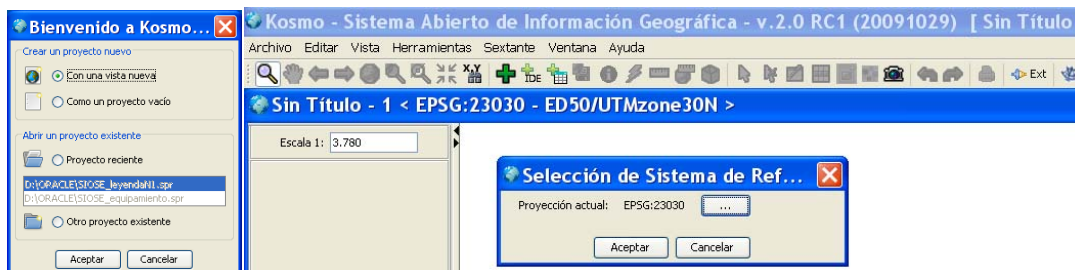 Bienvenido a Kosmo...
Crear un proyecto nuevo
Con una vista nueva
Como un proyecto vacío
Abrir un proyecto existente
Proyecto reciente
D:\ORACLE\SIOSE_leyendaN1.spr
D:\ORACLE\SIOSE_equipamiento.spr
Otro proyecto existente
Aceptar Cancelar
Kosmo - Sistema Abierto de Información Geográfica - v.2.0 RC1 (20091029) [ Sin Título
Archivo Editar Vista Herramientas Sextante Ventana Ayuda
X,Y TOE Ext
Sin Título - 1 < EPSG:23030 - ED50/UTMzone30N >
Escala 1: 3.780
Selección de Sistema de Ref...
Proyección actual: EPSG:23030 ...
Aceptar Cancelar